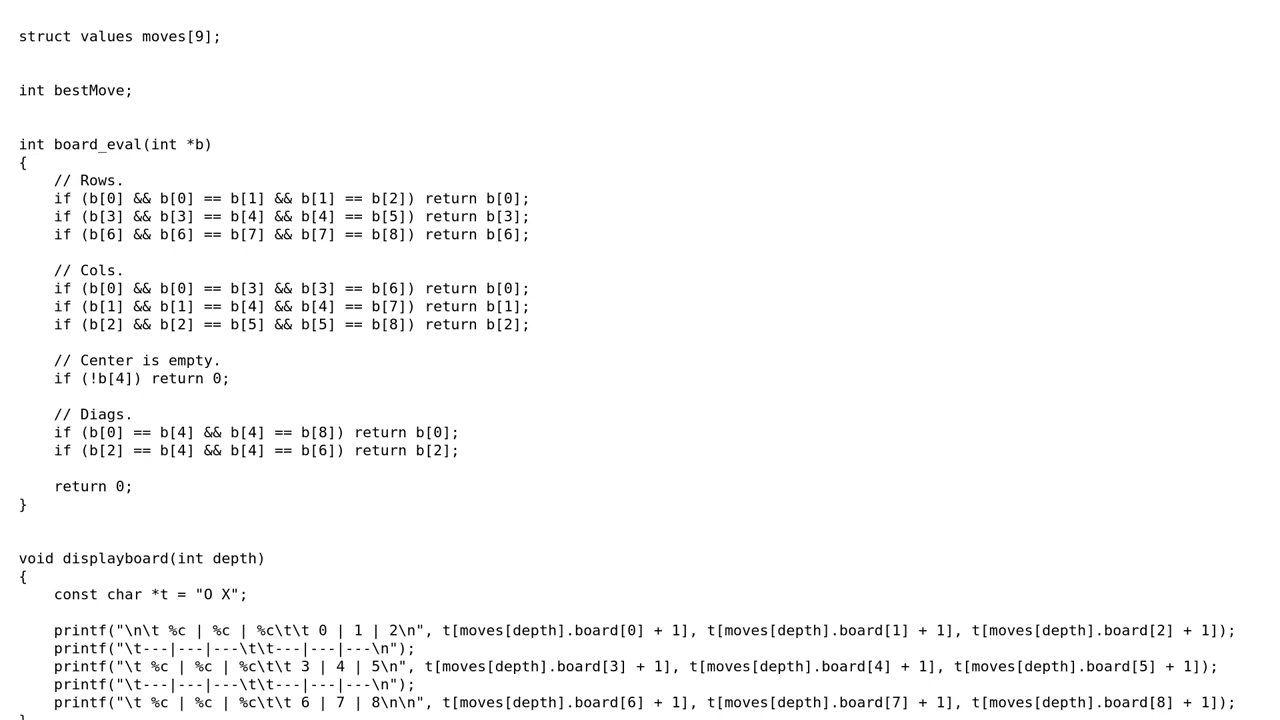 struct values moves[9];
int bestMove;
int board_eval(int *b)
{
    // Rows.
    if (b[0] && b[0] == b[1] && b[1] == b[2]) return b[0];
    if (b[3] && b[3] == b[4] && b[4] == b[5]) return b[3];
    if (b[6] && b[6] == b[7] && b[7] == b[8]) return b[6];
    // Cols.
    if (b[0] && b[0] == b[3] && b[3] == b[6]) return b[0];
    if (b[1] && b[1] == b[4] && b[4] == b[7]) return b[1];
    if (b[2] && b[2] == b[5] && b[5] == b[8]) return b[2];
    // Center is empty.
    if (!b[4]) return 0;
    // Diags.
    if (b[0] == b[4] && b[4] == b[8]) return b[0];
    if (b[2] == b[4] && b[4] == b[6]) return b[2];
    return 0;
}
void displayboard(int depth)
{
    const char *t = "O X";
    printf("\n\t %c | %c | %c\t\t 0 | 1 | 2\n", t[moves[depth].board[0] + 1], t[moves[depth].board[1] + 1], t[moves[depth].board[2] + 1]);
    printf("\t---|---|---\t\t---|---|---\n");
    printf("\t %c | %c | %c\t\t 3 | 4 | 5\n", t[moves[depth].board[3] + 1], t[moves[depth].board[4] + 1], t[moves[depth].board[5] + 1]);
    printf("\t---|---|---\t\t---|---|---\n");
    printf("\t %c | %c | %c\t\t 6 | 7 | 8\n\n", t[moves[depth].board[6] + 1], t[moves[depth].board[7] + 1], t[moves[depth].board[8] + 1]);
}